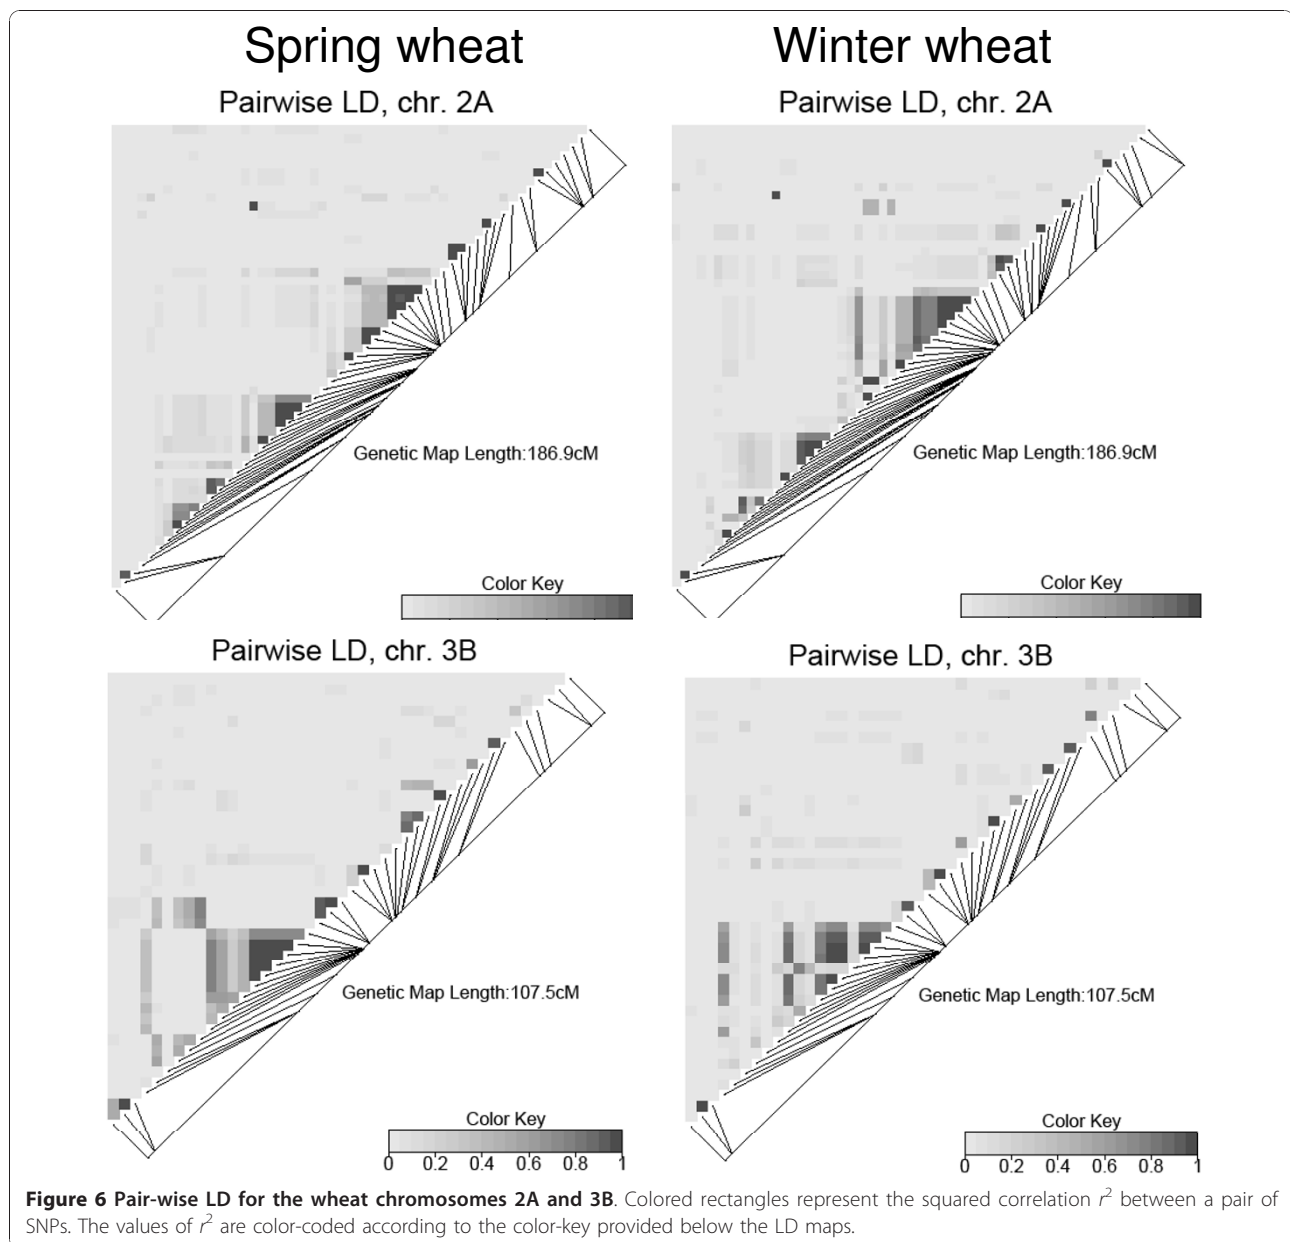 Spring wheat
Winter wheat
Pairwise LD, chr. 2A
Pairwise LD, chr. 2A
Genetic Map Length:186.9cM
Genetic Map Length:186.9cM
Color Key
Color Key
Pairwise LD, chr. 3B
Pairwise LD, chr. 3B
Genetic Map Length:107.5cM
Genetic Map Length:107.5cM
Color Key
0 0.2 0.4 0.6 0.8 1
Color Key
0 0.2 0.4 0.6 0.8 1
Figure 6 Pair-wise LD for the wheat chromosomes 2A and 3B. Colored rectangles represent the squared correlation r² between a pair of
SNPs. The values of r² are color-coded according to the color-key provided below the LD maps.